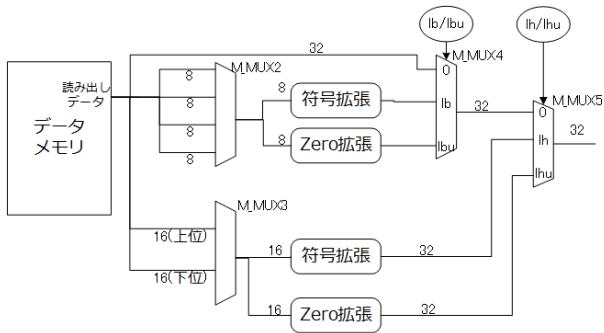 lb/lbu
lh/lhu
32
M_MUX4
M_MUX2
0
読み出し
データ
8
8
符号拡張
lb
32
M_MUX5
データ
メモリ
8
0
32
8
8
Zero拡張
lbu
lh
8
M_MUX3
lhu
16(上位)
16
符号拡張
32
16(下位)
16
Zero拡張
32